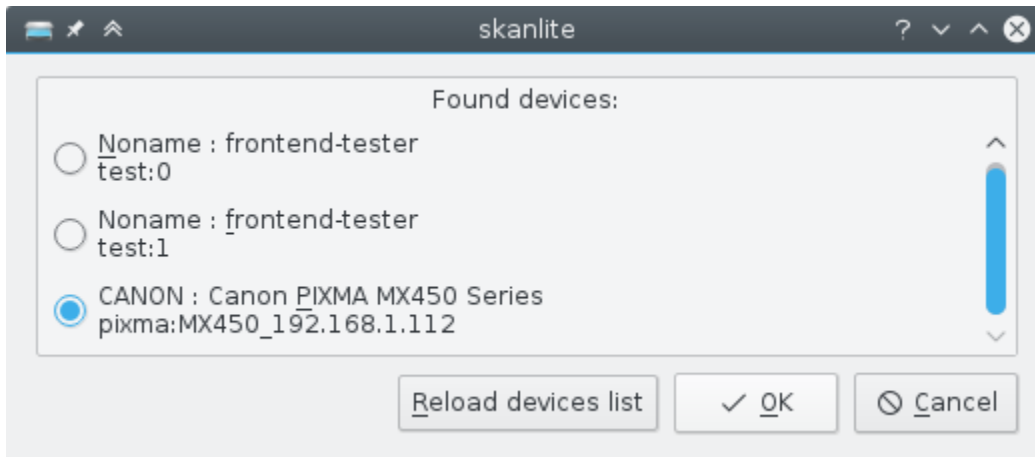 skanlite
Found devices:
Noname : frontend-tester
test:0
Noname : frontend-tester
test:1
CANON : Canon PIXMA MX450 Series
pixma:MX450_192.168.1.112
Reload devices list
OK
Cancel